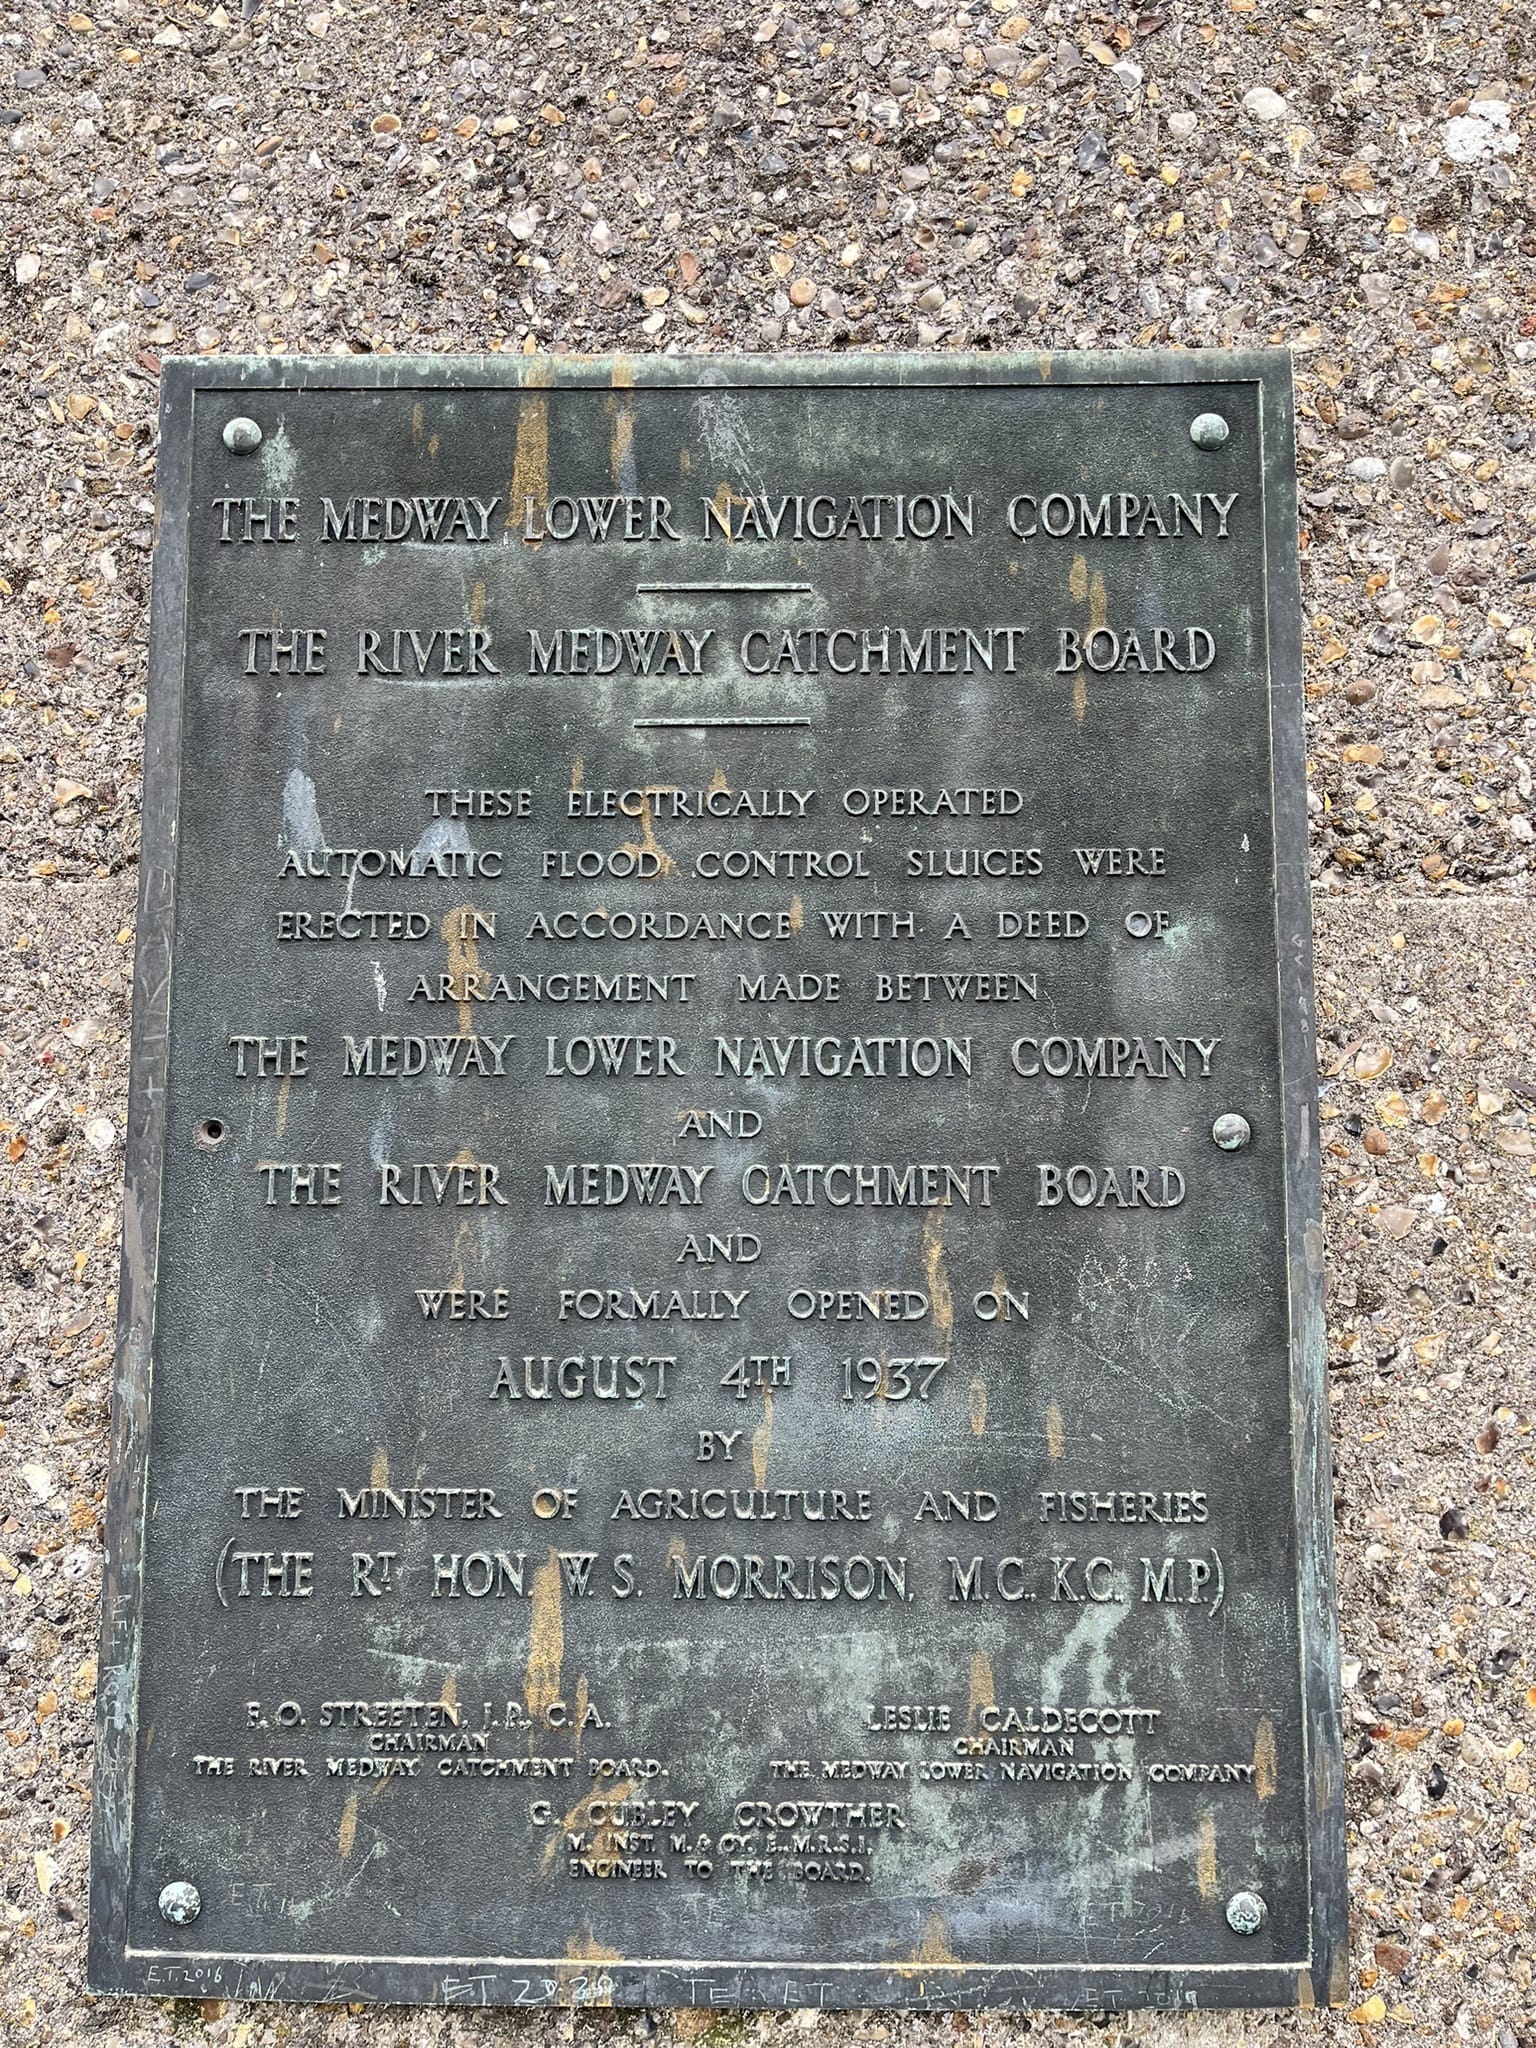 THE MEDWAY LOWER NAVIGATION COMPANY
THE RIVER MEDWAY CATCHMENT BOARD
THESE ELECTRICALLY OPERATED
AUTOMATIC FLOOD CONTROL SLUICES WERE
ERECTED IN ACCORDANCE WITH A DEED OF
ARRANGEMENT MADE BETWEEN
THE MEDWAY LOWER NAVIGATION COMPANY
AND
THE RIVER MEDWAY CATCHMENT BOARD
AND
WERE FORMALLY OPENED ON
AUGUST 4TH 1937
BY
THE MINISTER OF AGRICULTURE AND FISHERIES
(THE RT HON. W. S. MORRISON, M.C., K.C. M.P.)
F. O. STREETEN, J.P., C.A.
CHAIRMAN
THE RIVER MEDWAY CATCHMENT BOARD.
LESLIE CALDECOTT
CHAIRMAN
THE MEDWAY LOWER NAVIGATION COMPANY
G. CUBLEY CROWTHER
M. INST. M. & CY. E., M.R.S.I.
ENGINEER TO THE BOARD.
E.T. 2016